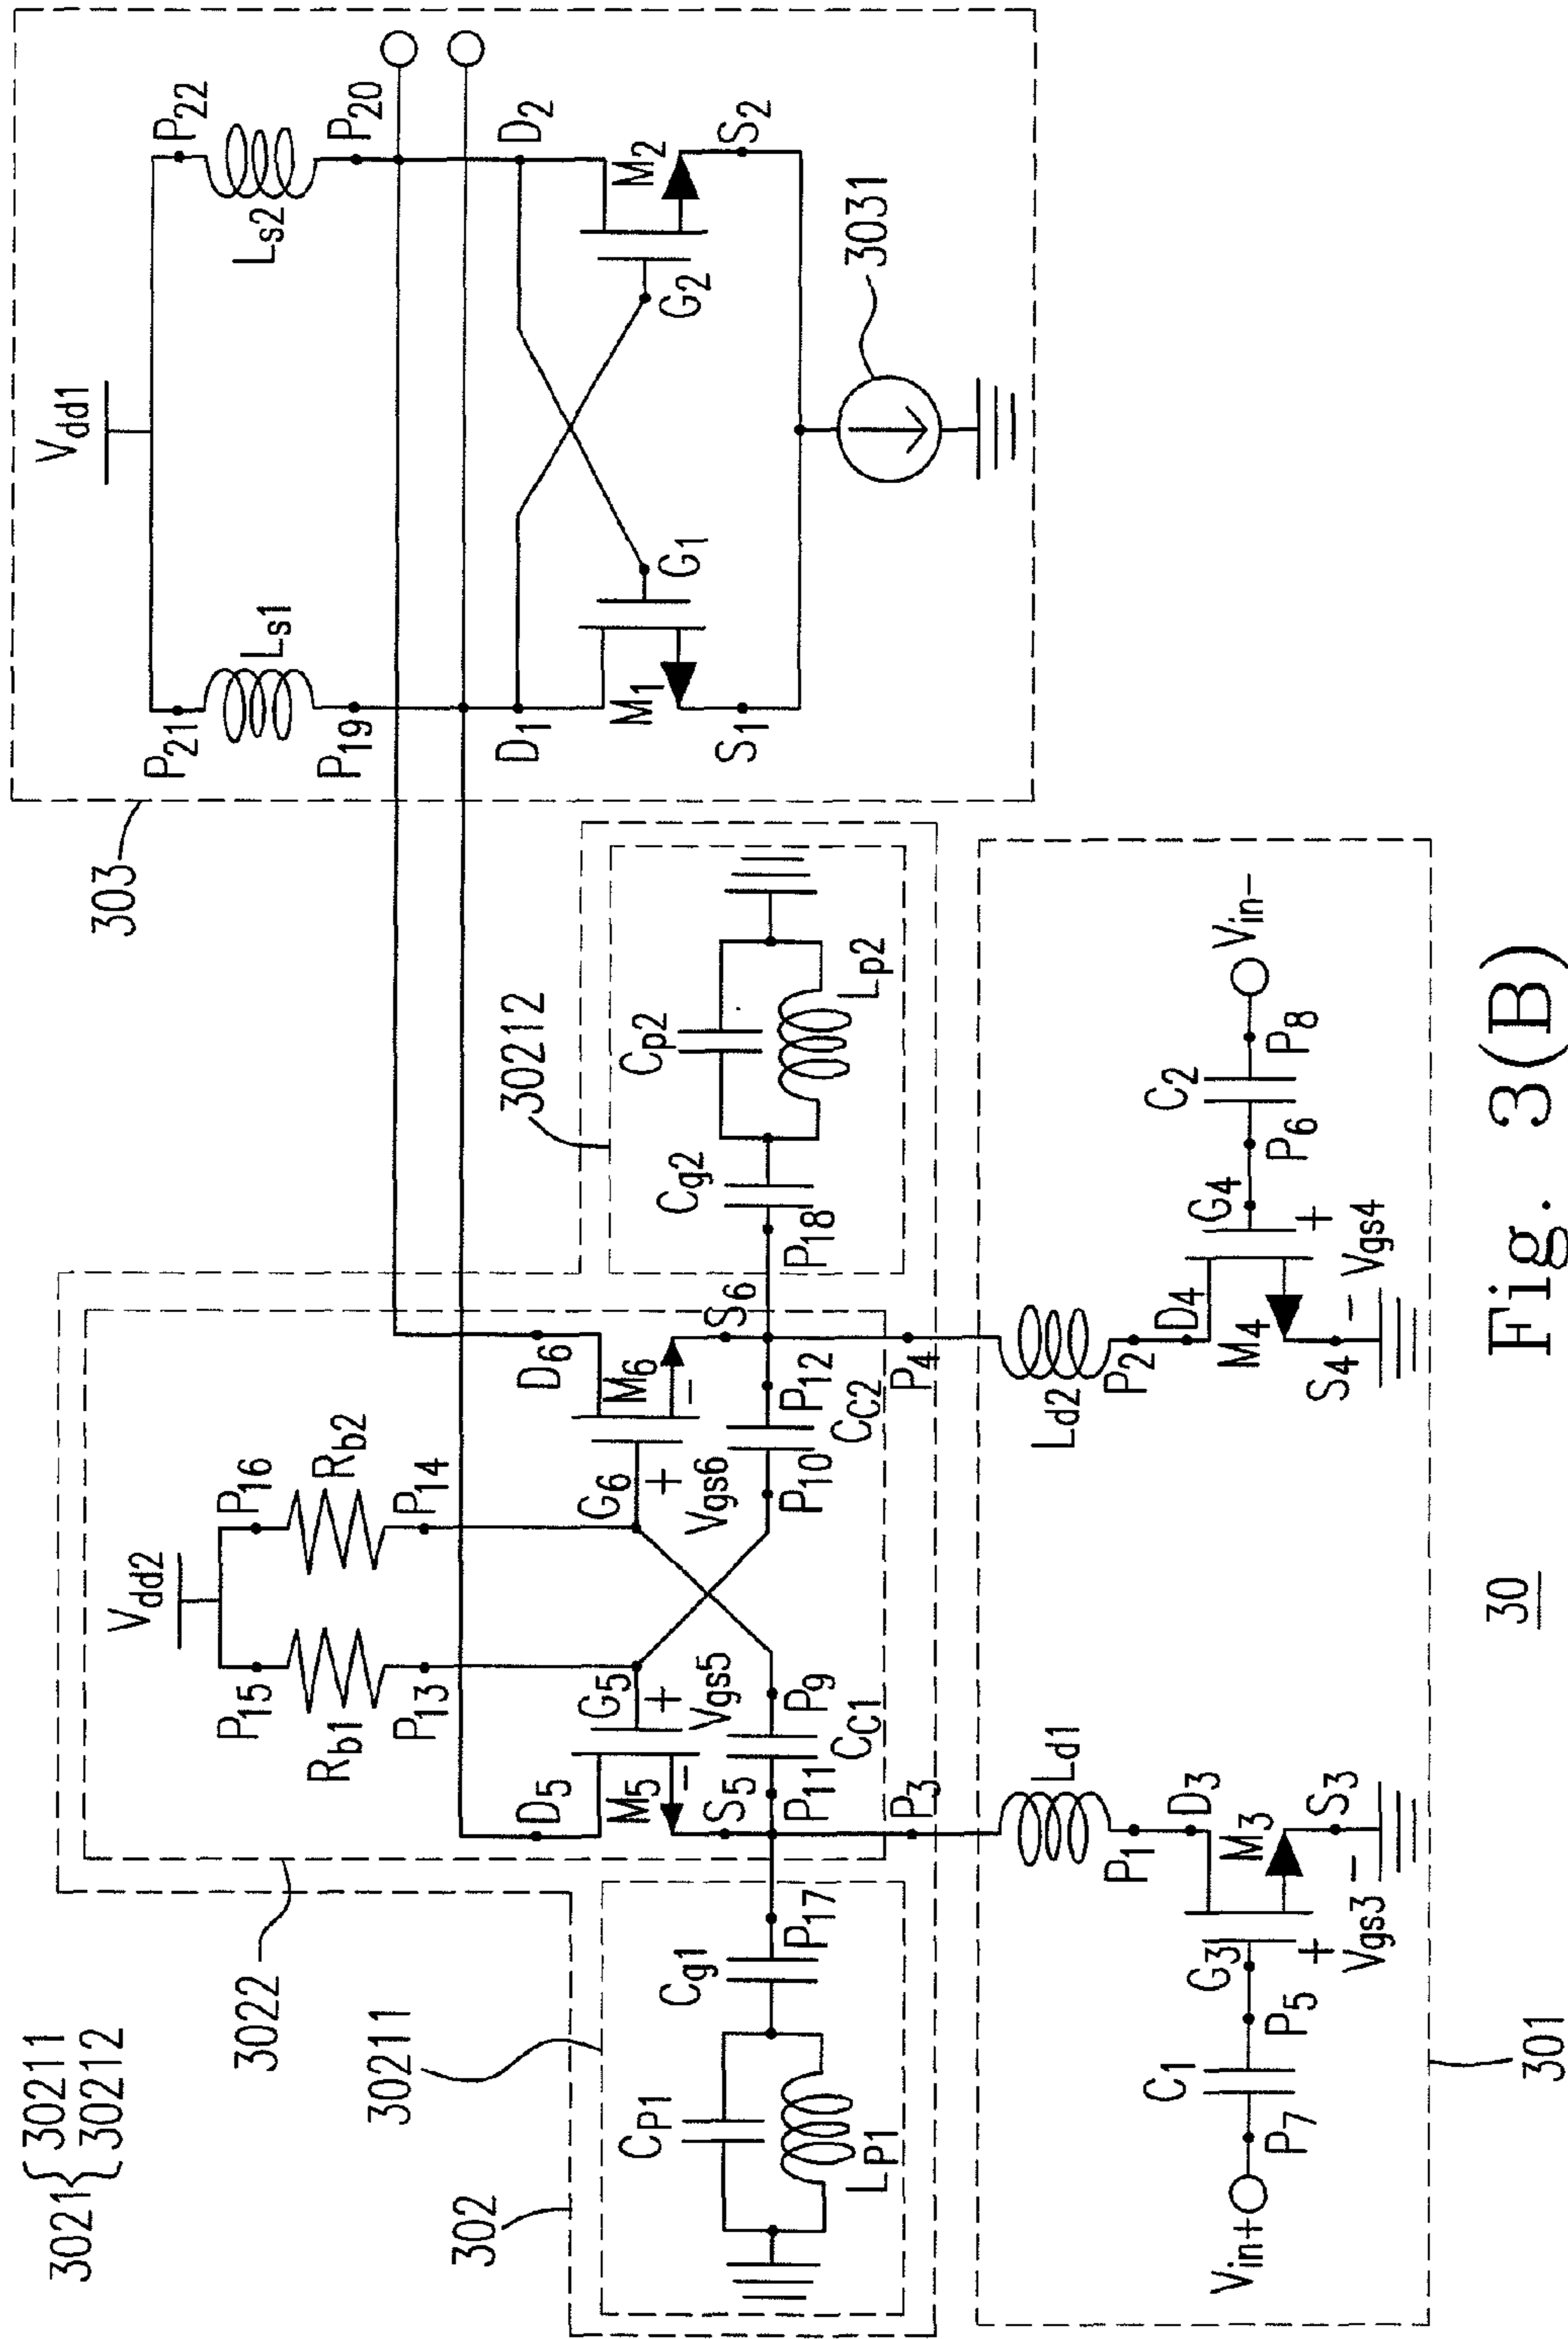 3021{ 30211
30212
3022
30211
302
303
30212
301
3031
Vdd1
P21
P22
Ls1
Ls2
P19
P20
D1
D2
M1
M2
G1
G2
S1
S2
Vdd2
P15
P16
Rb1
Rb2
P13
P14
D5
D6
G5
G6
M5
M6
+
+
-
-
Vgs5
Vgs6
S5
S6
P11
P9
P10
P12
CC1
CC2
CP1
LP1
Cg1
P17
P18
Cg2
Cp2
Lp2
P3
P4
Ld1
Ld2
P1
P2
D3
D4
M3
M4
G3
G4
S3
S4
+
-
Vgs3
+
-
Vgs4
Vin+
P7
C1
P5
P6
C2
P8
Vin-
30
Fig. 3(B)